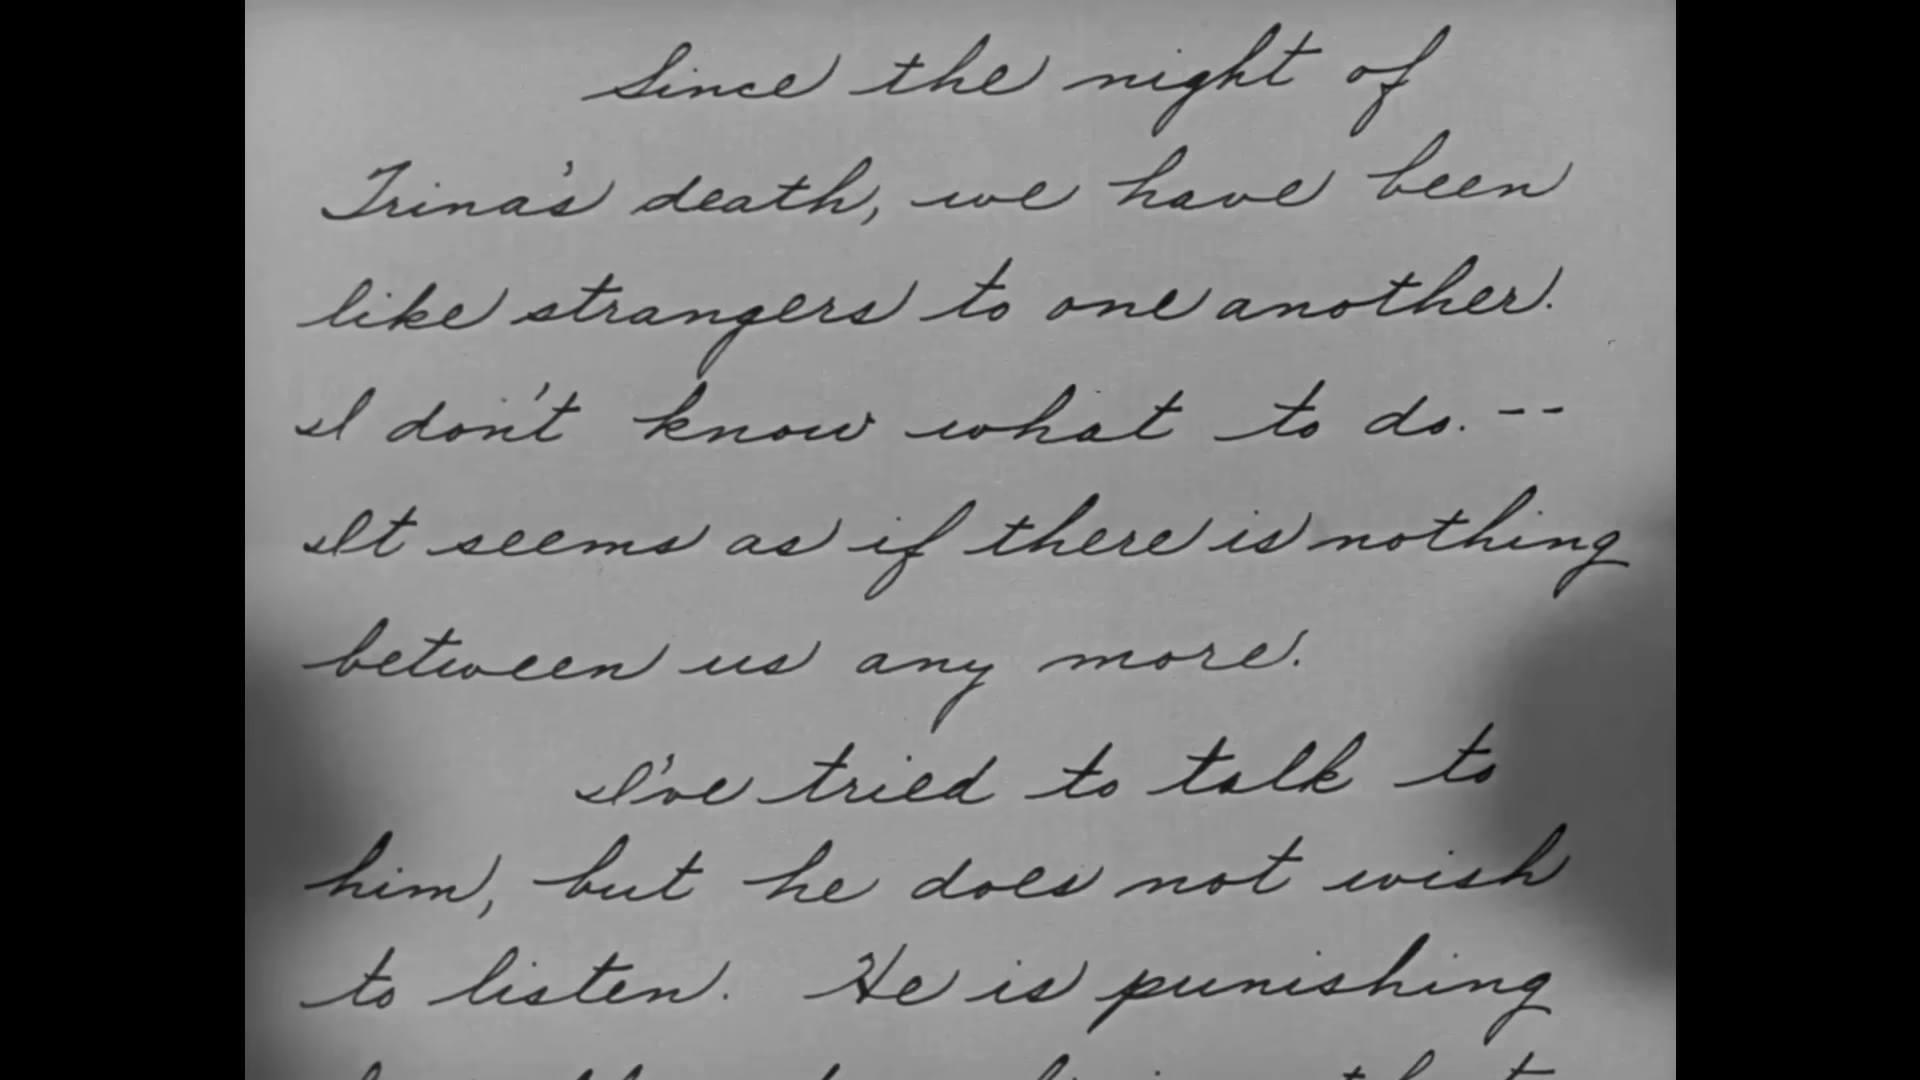 Since the night of
Trina's death, we have been
like strangers to one another.
I don't know what to do. --
It seems as if there is nothing
between us any more.
I've tried to talk to
him, but he does not wish
to listen. He is punishing